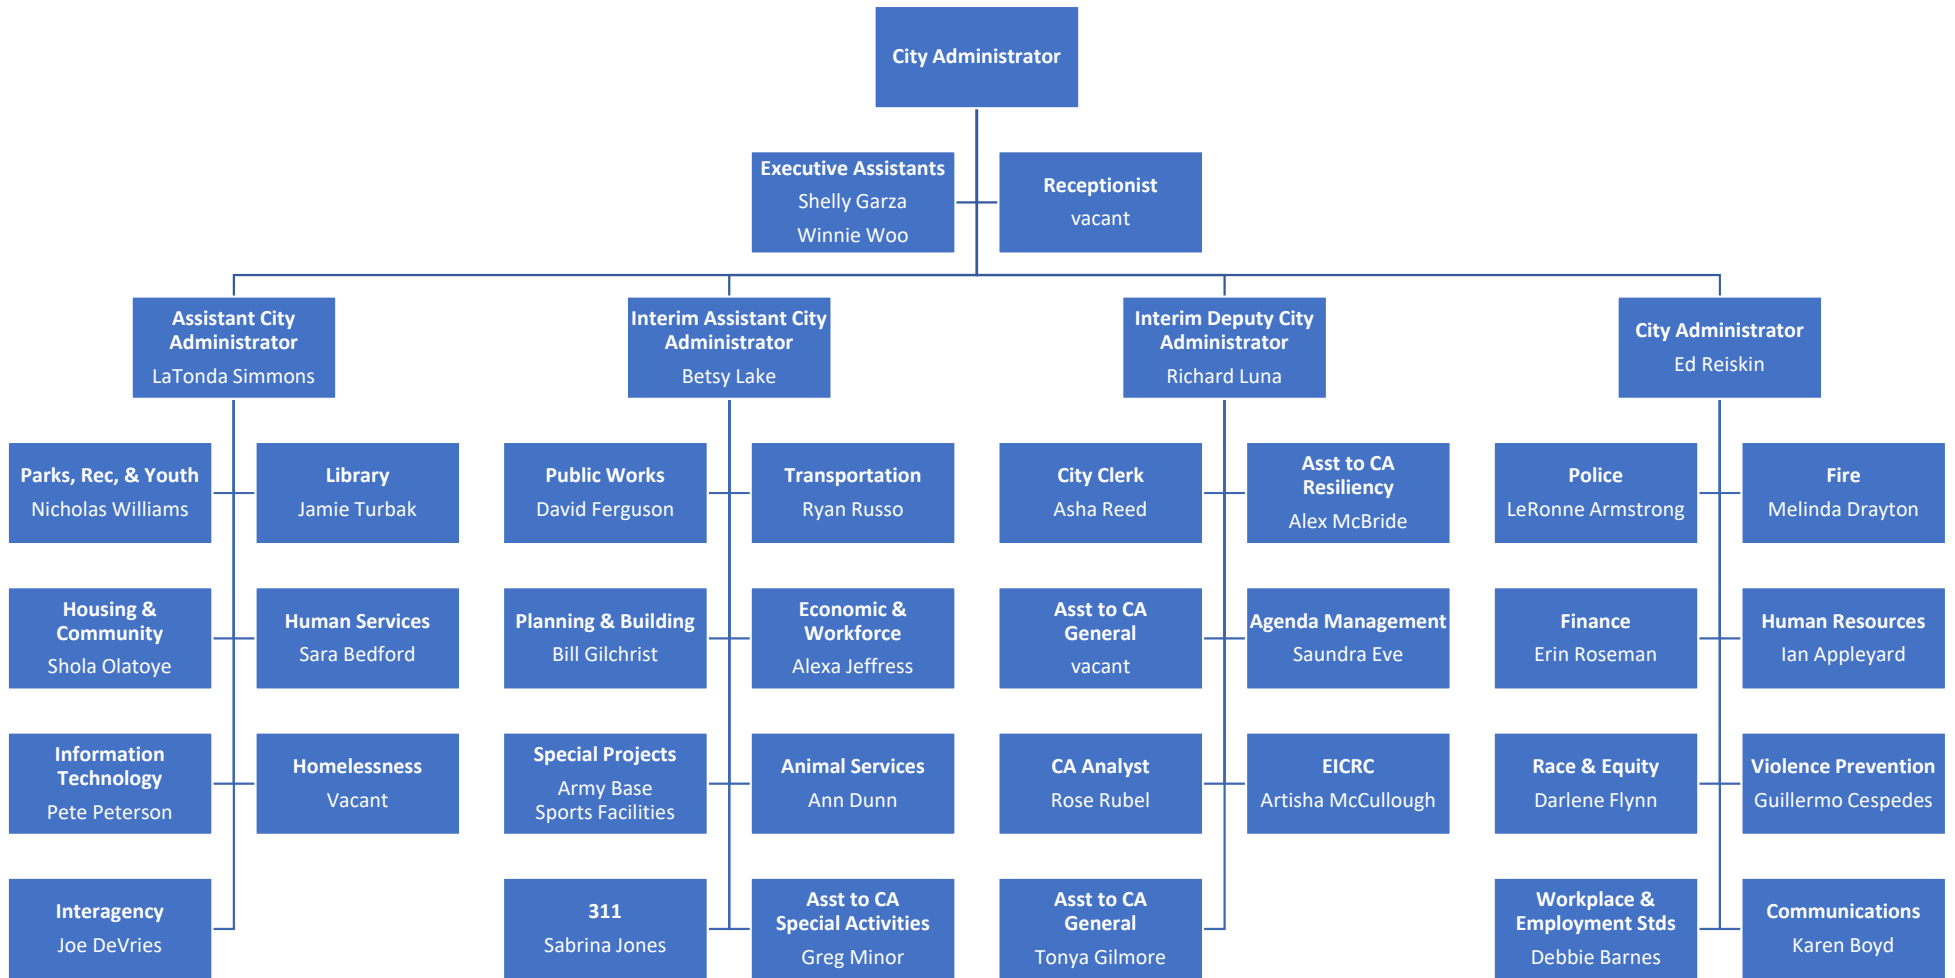 City Administrator
Executive Assistants
Shelly Garza
Winnie Woo
Receptionist
vacant
Assistant City
Administrator
LaTonda Simmons
Interim Assistant City
Administrator
Betsy Lake
Interim Deputy City
Administrator
Richard Luna
City Administrator
Ed Reiskin
Parks, Rec, & Youth
Nicholas Williams
Library
Jamie Turbak
Public Works
David Ferguson
Transportation
Ryan Russo
City Clerk
Asha Reed
Asst to CA
Resiliency
Alex McBride
Police
LeRonne Armstrong
Fire
Melinda Drayton
Housing &
Community
Shola Olatoye
Human Services
Sara Bedford
Planning & Building
Bill Gilchrist
Economic &
Workforce
Alexa Jeffress
Asst to CA
General
vacant
Agenda Management
Saundra Eve
Finance
Erin Roseman
Human Resources
Ian Appleyard
Information
Technology
Pete Peterson
Homelessness
Vacant
Special Projects
Army Base
Sports Facilities
Animal Services
Ann Dunn
CA Analyst
Rose Rubel
EICRC
Artisha McCullough
Race & Equity
Darlene Flynn
Violence Prevention
Guillermo Cespedes
Interagency
Joe DeVries
311
Sabrina Jones
Asst to CA
Special Activities
Greg Minor
Asst to CA
General
Tonya Gilmore
Workplace &
Employment Stds
Debbie Barnes
Communications
Karen Boyd